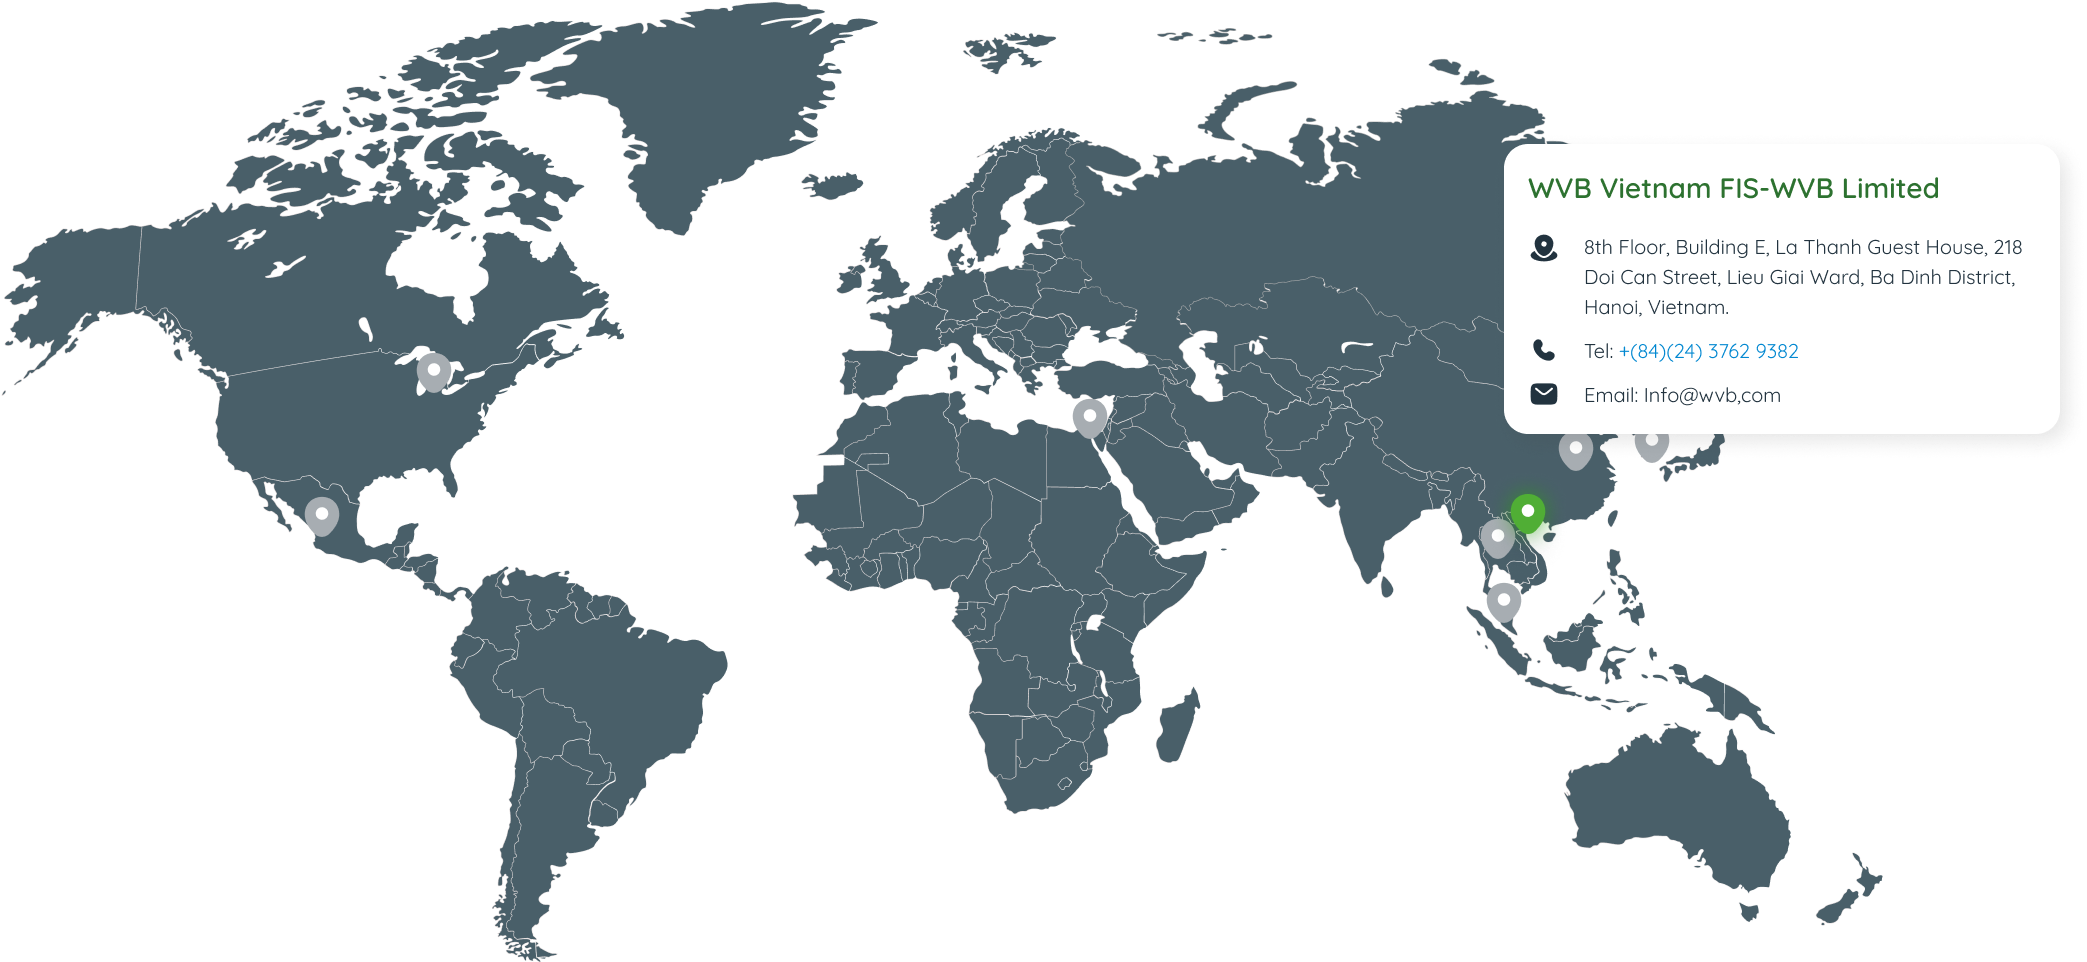 WVB Vietnam FIS-WVB Limited
8th Floor, Building E, La Thanh Guest House, 218
Doi Can Street, Lieu Giai Ward, Ba Dinh District,
Hanoi, Vietnam.
Tel: +(84)(24) 3762 9382
Email: Info@wvb,com